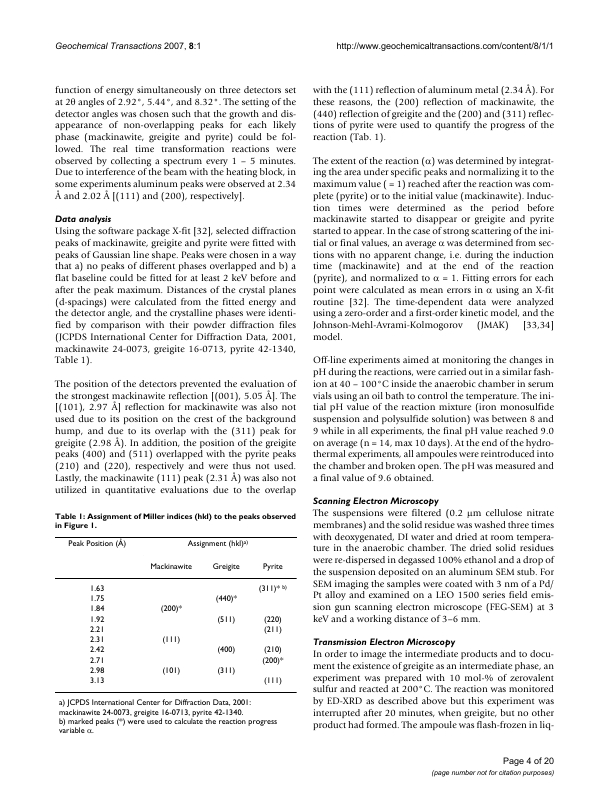 Geochemical Transactions 2007, 8:1
http://www.geochemicaltransactions.com/content/8/1/1
function of energy simultaneously on three detectors set
at 2θ angles of 2.92°, 5.44°, and 8.32°. The setting of the
detector angles was chosen such that the growth and dis-
appearance of non-overlapping peaks for each likely
phase (mackinawite, greigite and pyrite) could be fol-
lowed. The real time transformation reactions were
observed by collecting a spectrum every 1 – 5 minutes.
Due to interference of the beam with the heating block, in
some experiments aluminum peaks were observed at 2.34
Å and 2.02 Å [(111) and (200), respectively].
Data analysis
Using the software package X-fit [32], selected diffraction
peaks of mackinawite, greigite and pyrite were fitted with
peaks of Gaussian line shape. Peaks were chosen in a way
that a) no peaks of different phases overlapped and b) a
flat baseline could be fitted for at least 2 keV before and
after the peak maximum. Distances of the crystal planes
(d-spacings) were calculated from the fitted energy and
the detector angle, and the crystalline phases were identi-
fied by comparison with their powder diffraction files
(JCPDS International Center for Diffraction Data, 2001,
mackinawite 24-0073, greigite 16-0713, pyrite 42-1340,
Table 1).
The position of the detectors prevented the evaluation of
the strongest mackinawite reflection [(001), 5.05 Å]. The
[(101), 2.97 Å] reflection for mackinawite was also not
used due to its position on the crest of the background
hump, and due to its overlap with the (311) peak for
greigite (2.98 Å). In addition, the position of the greigite
peaks (400) and (511) overlapped with the pyrite peaks
(210) and (220), respectively and were thus not used.
Lastly, the mackinawite (111) peak (2.31 Å) was also not
utilized in quantitative evaluations due to the overlap
Table 1: Assignment of Miller indices (hkl) to the peaks observed
in Figure 1.
Peak Position (Å) Assignment (hkl)a)
Mackinawite Greigite Pyrite
1.63 (311)* b)
1.75 (440)*
1.84 (200)*
1.92 (511) (220)
2.21 (211)
2.31 (111)
2.42 (400) (210)
2.71 (200)*
2.98 (101) (311)
3.13 (111)
a) JCPDS International Center for Diffraction Data, 2001:
mackinawite 24-0073, greigite 16-0713, pyrite 42-1340.
b) marked peaks (*) were used to calculate the reaction progress
variable α.
with the (111) reflection of aluminum metal (2.34 Å). For
these reasons, the (200) reflection of mackinawite, the
(440) reflection of greigite and the (200) and (311) reflec-
tions of pyrite were used to quantify the progress of the
reaction (Tab. 1).
The extent of the reaction (α) was determined by integrat-
ing the area under specific peaks and normalizing it to the
maximum value ( = 1) reached after the reaction was com-
plete (pyrite) or to the initial value (mackinawite). Induc-
tion times were determined as the period before
mackinawite started to disappear or greigite and pyrite
started to appear. In the case of strong scattering of the ini-
tial or final values, an average α was determined from sec-
tions with no apparent change, i.e. during the induction
time (mackinawite) and at the end of the reaction
(pyrite), and normalized to α = 1. Fitting errors for each
point were calculated as mean errors in α using an X-fit
routine [32]. The time-dependent data were analyzed
using a zero-order and a first-order kinetic model, and the
Johnson-Mehl-Avrami-Kolmogorov (JMAK) [33,34]
model.
Off-line experiments aimed at monitoring the changes in
pH during the reactions, were carried out in a similar fash-
ion at 40 – 100°C inside the anaerobic chamber in serum
vials using an oil bath to control the temperature. The ini-
tial pH value of the reaction mixture (iron monosulfide
suspension and polysulfide solution) was between 8 and
9 while in all experiments, the final pH value reached 9.0
on average (n = 14, max 10 days). At the end of the hydro-
thermal experiments, all ampoules were reintroduced into
the chamber and broken open. The pH was measured and
a final value of 9.6 obtained.
Scanning Electron Microscopy
The suspensions were filtered (0.2 μm cellulose nitrate
membranes) and the solid residue was washed three times
with deoxygenated, DI water and dried at room tempera-
ture in the anaerobic chamber. The dried solid residues
were re-dispersed in degassed 100% ethanol and a drop of
the suspension deposited on an aluminum SEM stub. For
SEM imaging the samples were coated with 3 nm of a Pd/
Pt alloy and examined on a LEO 1500 series field emis-
sion gun scanning electron microscope (FEG-SEM) at 3
keV and a working distance of 3–6 mm.
Transmission Electron Microscopy
In order to image the intermediate products and to docu-
ment the existence of greigite as an intermediate phase, an
experiment was prepared with 10 mol-% of zerovalent
sulfur and reacted at 200°C. The reaction was monitored
by ED-XRD as described above but this experiment was
interrupted after 20 minutes, when greigite, but no other
product had formed. The ampoule was flash-frozen in liq-
Page 4 of 20
(page number not for citation purposes)